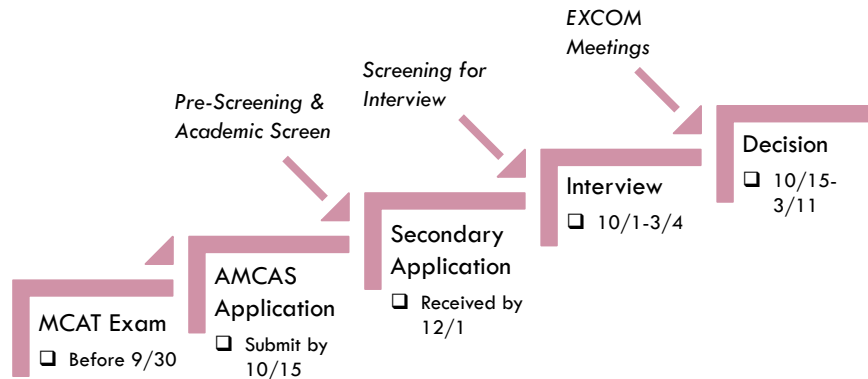 EXCOM
Meetings
Screening for
Interview
Pre-Screening &
Academic Screen
MCAT Exam
❑ Before 9/30
AMCAS
Application
❑ Submit by
10/15
Secondary
Application
❑ Received by
12/1
Interview
❑ 10/1-3/4
Decision
❑ 10/15-
3/11